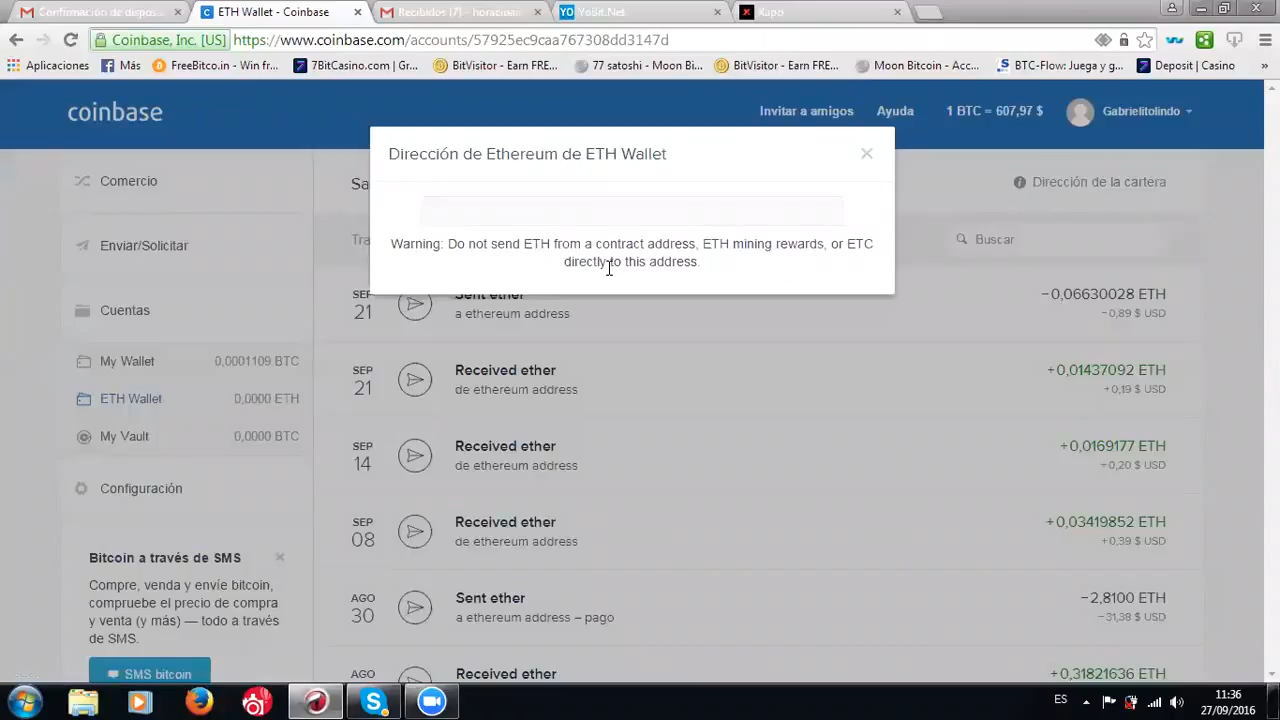 Confirmación de depos
ETH Wallet - Coinbase
Recibidos (7) - horacioam
YoBit.Net
Xapo
Coinbase, Inc. [US] https://www.coinbase.com/accounts/57925ec9caa767308dd3147d
Aplicaciones Más FreeBitco.in - Win fr... 7BitCasino.com | Gr... BitVisitor - Earn FRE... 77 satoshi - Moon Bi... BitVisitor - Earn FRE... Moon Bitcoin - Acc... BTC-Flow: Juega y g... Deposit | Casino
coinbase
Invitar a amigos Ayuda 1 BTC = 607,97 $ Gabrielitolindo
Dirección de Ethereum de ETH Wallet
Warning: Do not send ETH from a contract address, ETH mining rewards, or ETC
directly to this address.
Comercio
Enviar/Solicitar
Cuentas
My Wallet 0,0001109 BTC
ETH Wallet 0,0000 ETH
My Vault 0,0000 BTC
Configuración
Bitcoin a través de SMS
Compre, venda y envíe bitcoin,
compruebe el precio de compra
y venta (y más) — todo a través
de SMS.
SMS bitcoin
Sa
Dirección de la cartera
Tra
Buscar
SEP
21
Sent ether
a ethereum address
−0,06630028 ETH
−0,89 $ USD
SEP
21
Received ether
de ethereum address
+0,01437092 ETH
+0,19 $ USD
SEP
14
Received ether
de ethereum address
+0,0169177 ETH
+0,20 $ USD
SEP
08
Received ether
de ethereum address
+0,03419852 ETH
+0,39 $ USD
AGO
30
Sent ether
a ethereum address – pago
−2,8100 ETH
−31,38 $ USD
AGO
Received ether
+0,31821636 ETH
ES
11:36
27/09/2016